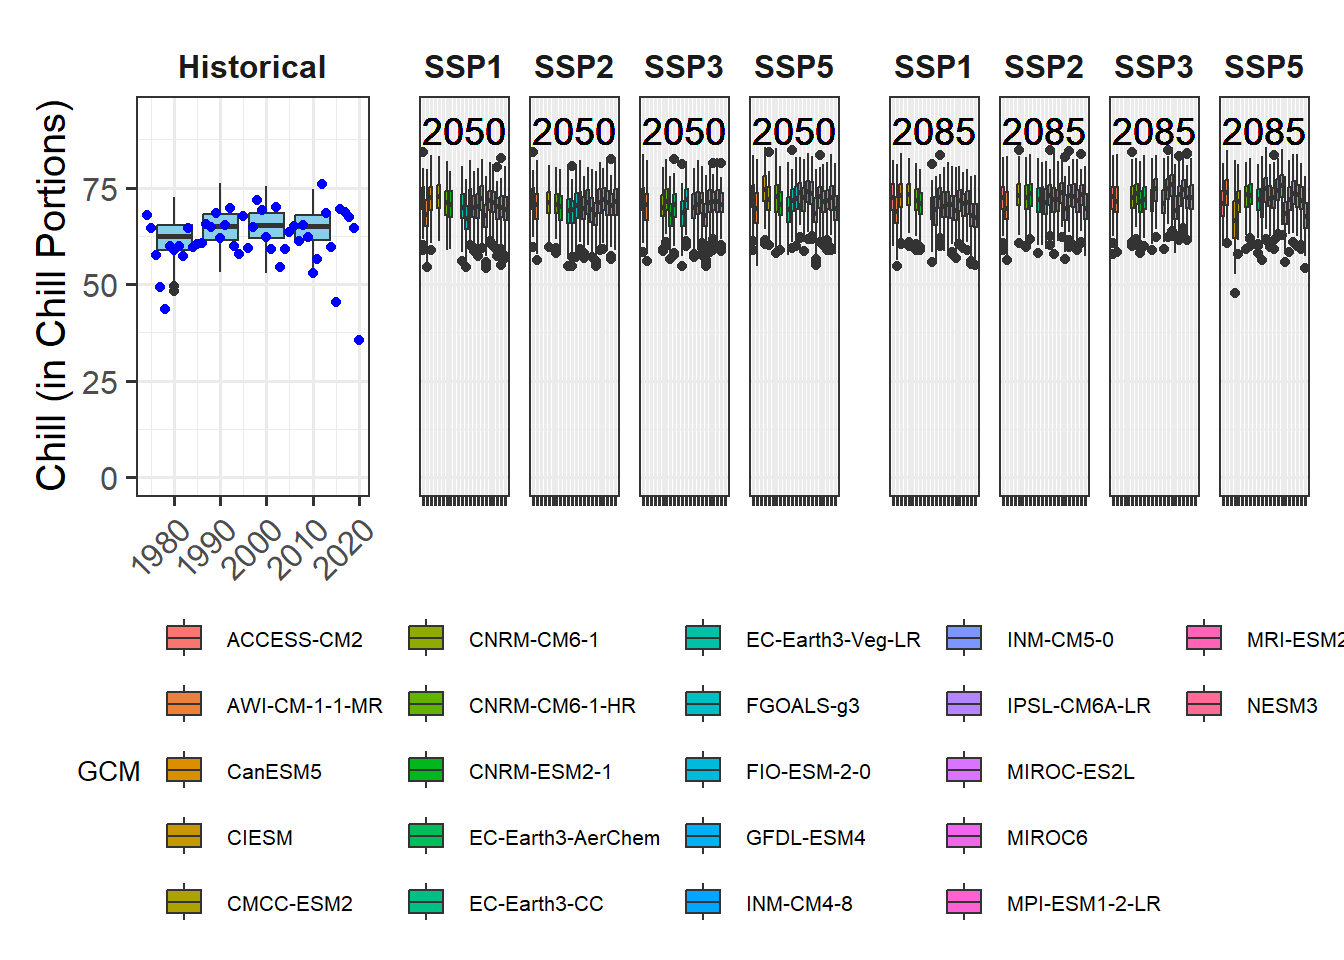 Historical SSP1 SSP2 SSP3 SSP5 SSP1 SSP2 SSP3 SSP5
2050 2050 2050 2050 2085 2085 2085 2085
Chill (in Chill Portions)
75
50
25
0
1980 1990 2000 2010 2020
GCM
ACCESS-CM2 CNRM-CM6-1 EC-Earth3-Veg-LR INM-CM5-0 MRI-ESM2
AWI-CM-1-1-MR CNRM-CM6-1-HR FGOALS-g3 IPSL-CM6A-LR NESM3
CanESM5 CNRM-ESM2-1 FIO-ESM-2-0 MIROC-ES2L
CIESM EC-Earth3-AerChem GFDL-ESM4 MIROC6
CMCC-ESM2 EC-Earth3-CC INM-CM4-8 MPI-ESM1-2-LR